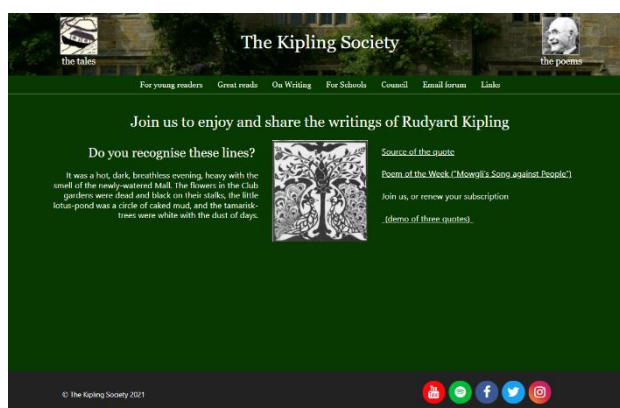 The Kipling Society
the tales
the poems
For young readers Great reads On Writing For Schools Council Email forum Links
Join us to enjoy and share the writings of Rudyard Kipling
Do you recognise these lines?
It was a hot, dark, breathless evening, heavy with the
smell of the newly-watered Mall. The flowers in the Club
gardens were dead and black on their stalks, the little
lotus-pond was a circle of caked mud, and the tamarisk-
trees were white with the dust of days.
Source of the quote
Poem of the Week ("Mowgli's Song against People")
Join us, or renew your subscription
(demo of three quotes)
© The Kipling Society 2021